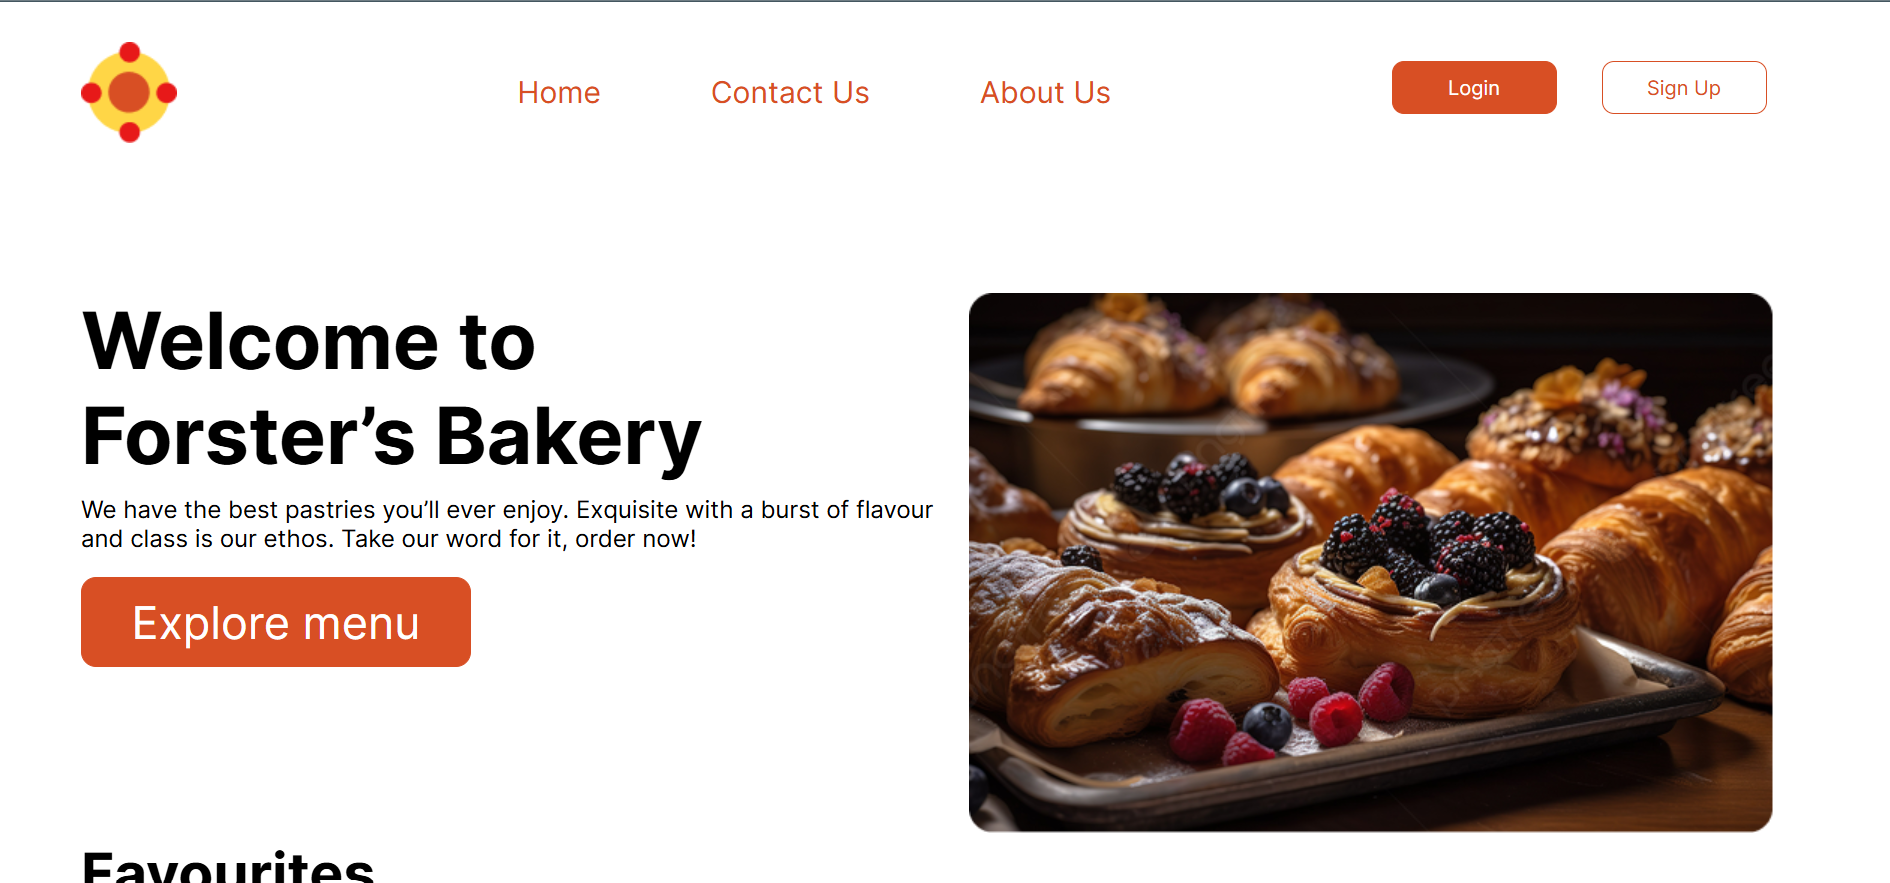 Home
Contact Us
About Us
Login
Sign Up
Welcome to
Forster’s Bakery
We have the best pastries you’ll ever enjoy. Exquisite with a burst of flavour
and class is our ethos. Take our word for it, order now!
Explore menu
Favourites